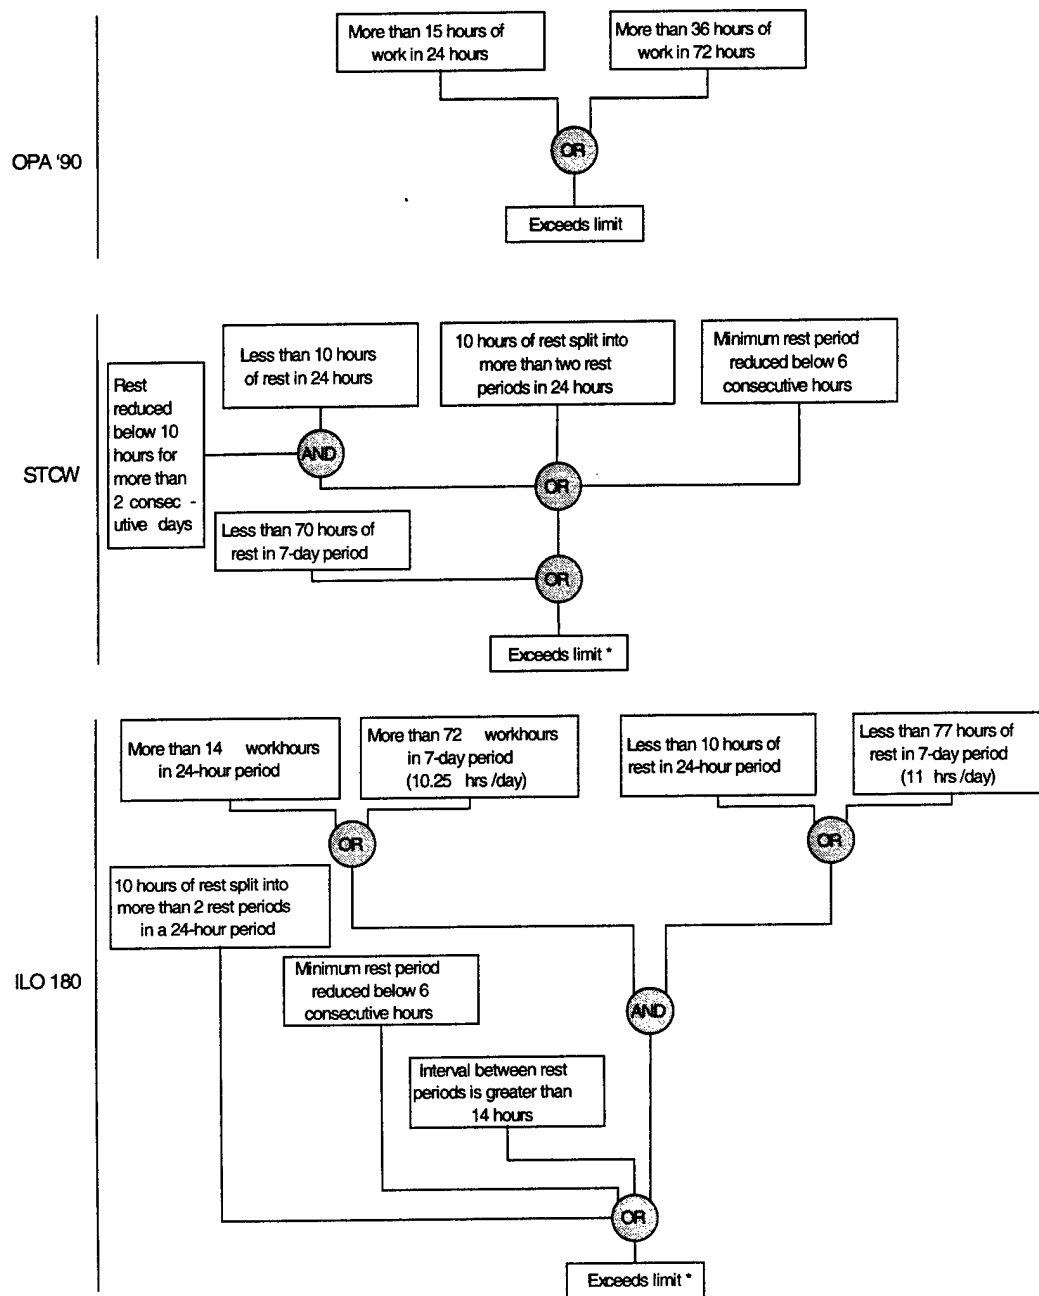 More than 15 hours of
work in 24 hours
More than 36 hours of
work in 72 hours
OR
OPA '90
Exceeds limit
Less than 10 hours
of rest in 24 hours
10 hours of rest split into
more than two rest
periods in 24 hours
Minimum rest period
reduced below 6
consecutive hours
Rest
reduced
below 10
hours for
more than
2 consec -
utive days
AND
STCW
OR
Less than 70 hours of
rest in 7-day period
OR
Exceeds limit *
More than 14 workhours
in 24-hour period
More than 72 workhours
in 7-day period
(10.25 hrs /day)
Less than 10 hours of
rest in 24-hour period
Less than 77 hours of
rest in 7-day period
(11 hrs /day)
OR
OR
10 hours of rest split into
more than 2 rest periods
in a 24-hour period
ILO 180
Minimum rest period
reduced below 6
consecutive hours
AND
Interval between rest
periods is greater than
14 hours
OR
Exceeds limit *